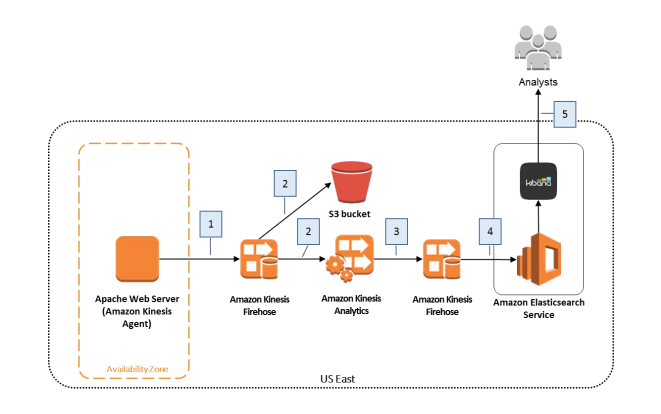 Analysts
5
kibana
2
S3 bucket
1
2
3
4
Apache Web Server
(Amazon Kinesis
Agent)
Amazon Kinesis
Firehose
Amazon Kinesis
Analytics
Amazon Kinesis
Firehose
Amazon Elasticsearch
Service
Availability Zone
US East